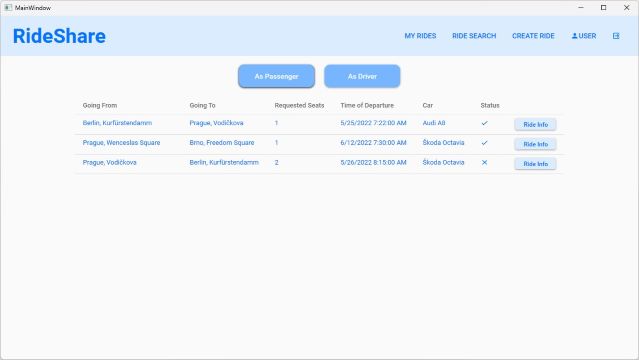 MainWindow
RideShare
MY RIDES RIDE SEARCH CREATE RIDE USER
As Passenger As Driver
Going From Going To Requested Seats Time of Departure Car Status
Berlin, Kurfürstendamm Prague, Vodičkova 1 5/25/2022 7:22:00 AM Audi A8 Ride Info
Prague, Wenceslas Square Brno, Freedom Square 1 6/12/2022 7:30:00 AM Škoda Octavia Ride Info
Prague, Vodičkova Berlin, Kurfürstendamm 2 5/26/2022 8:15:00 AM Škoda Octavia Ride Info